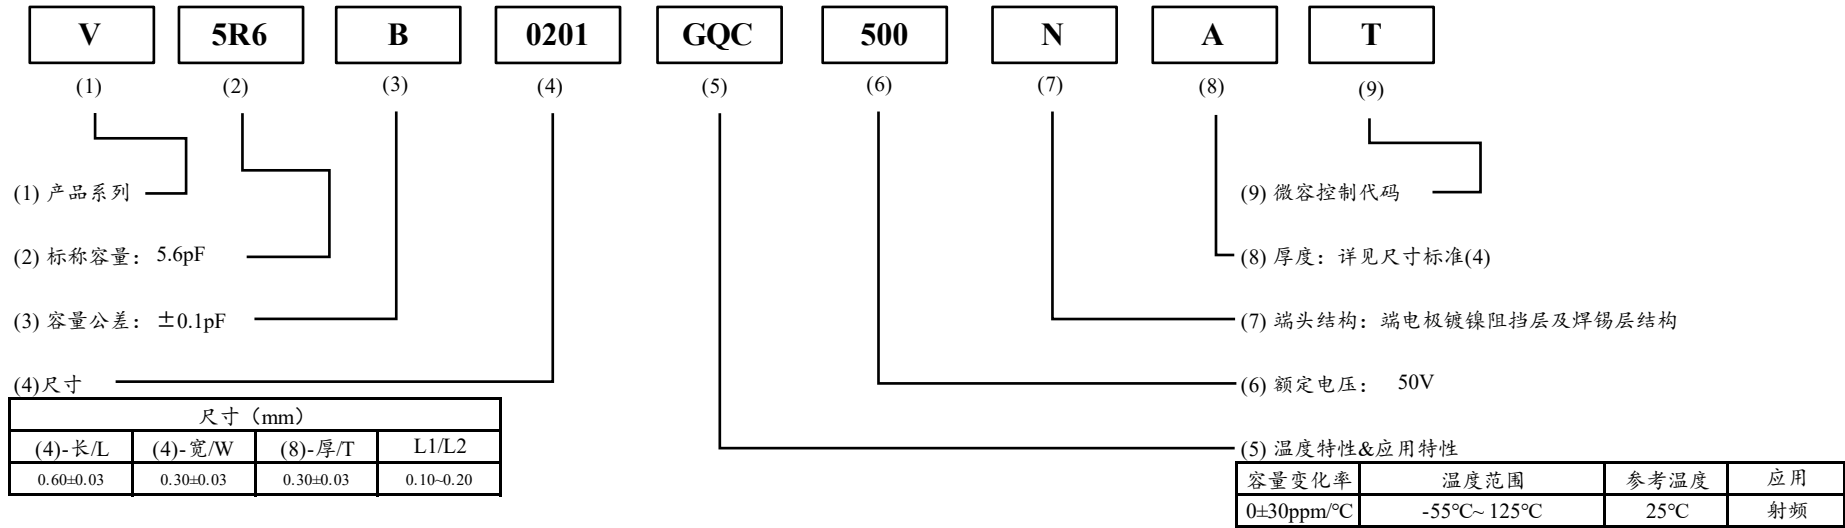 V 5R6 B 0201 GQC 500 N A T
(1) (2) (3) (4) (5) (6) (7) (8) (9)
(1) 产品系列
(9) 微容控制代码
(2) 标称容量： 5.6pF
(8) 厚度：详见尺寸标准(4)
(3) 容量公差：±0.1pF
(7) 端头结构：端电极镀镍阻挡层及焊锡层结构
(4)尺寸
(6) 额定电压： 50V
尺寸（mm）
(4)-长/L (4)-宽/W (8)-厚/T L1/L2
0.60±0.03 0.30±0.03 0.30±0.03 0.10~0.20
(5) 温度特性&应用特性
容量变化率 温度范围 参考温度 应用
0±30ppm/℃ -55℃~ 125℃ 25℃ 射频